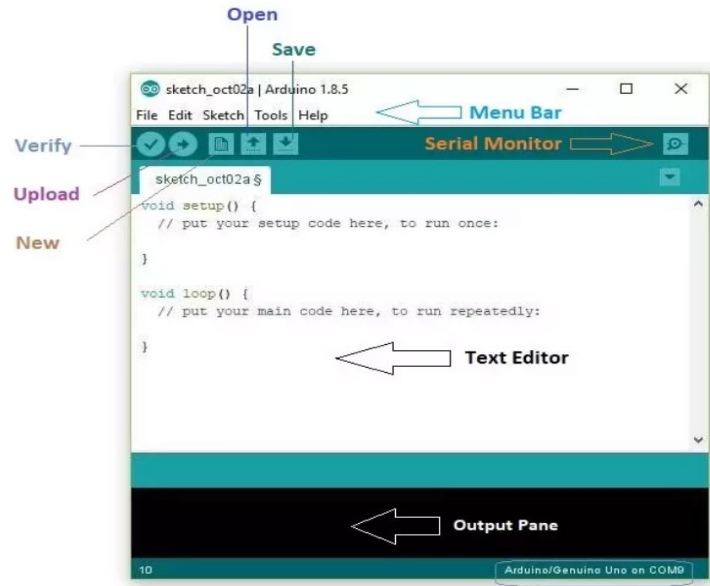 Open
Save
sketch_oct02a | Arduino 1.8.5
File Edit Sketch Tools Help
Menu Bar
Verify
Serial Monitor
sketch_oct02a §
Upload
New
void setup() {
// put your setup code here, to run once:
}
void loop() {
// put your main code here, to run repeatedly:
}
Text Editor
Output Pane
10
Arduino/Genuino Uno on COM9